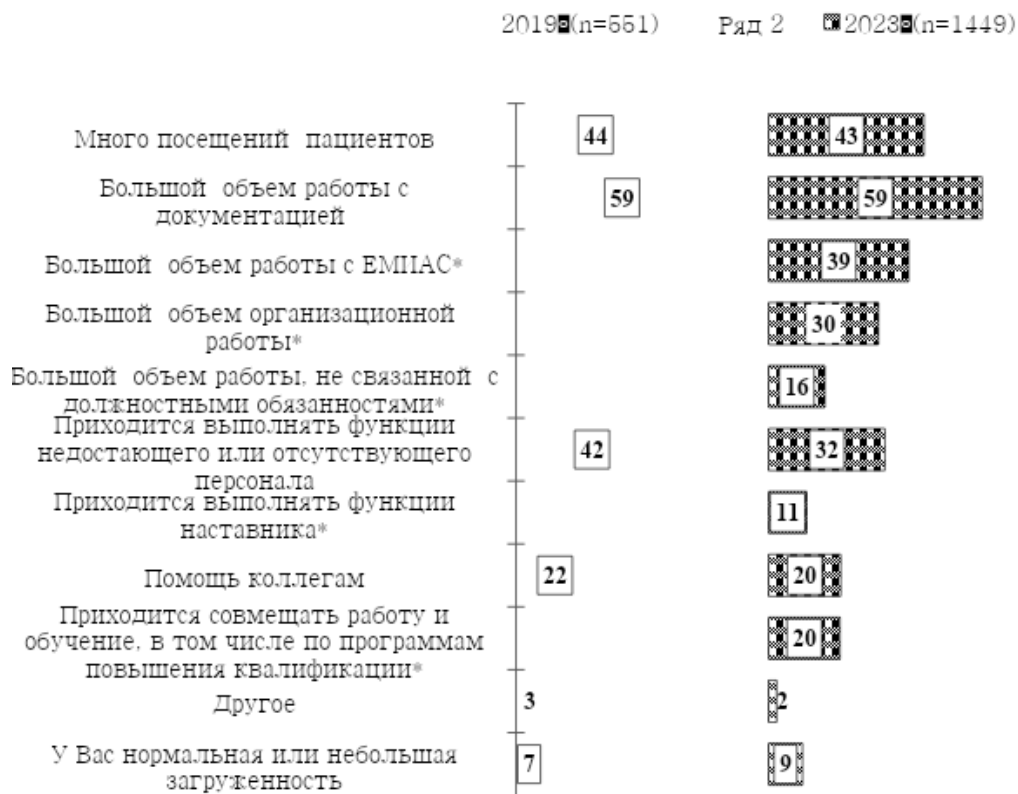 2019 (n=551) Ряд 2 2023 (n=1449)
Много посещений пациентов 44 43
Большой объем работы с
документацией 59 59
Большой объем работы с ЕМИАС* 39
Большой объем организационной
работы* 30
Большой объем работы, не связанной с
должностными обязанностями* 16
Приходится выполнять функции
недостающего или отсутствующего
персонала 42 32
Приходится выполнять функции
наставника* 11
Помощь коллегам 22 20
Приходится совмещать работу и
обучение, в том числе по программам
повышения квалификации* 20
Другое 3 2
У Вас нормальная или небольшая
загруженность 7 9